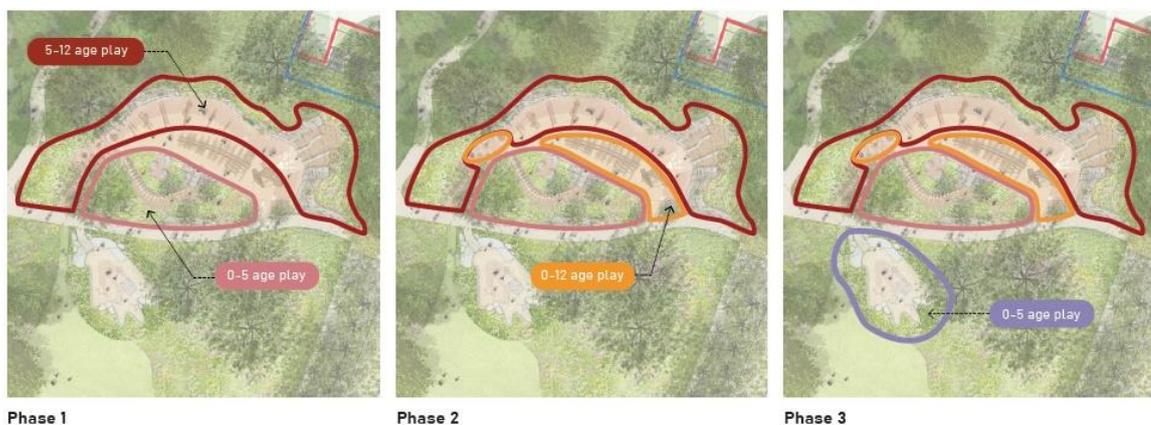 5-12 age play
0-5 age play
0-12 age play
0-5 age play
Phase 1
Phase 2
Phase 3